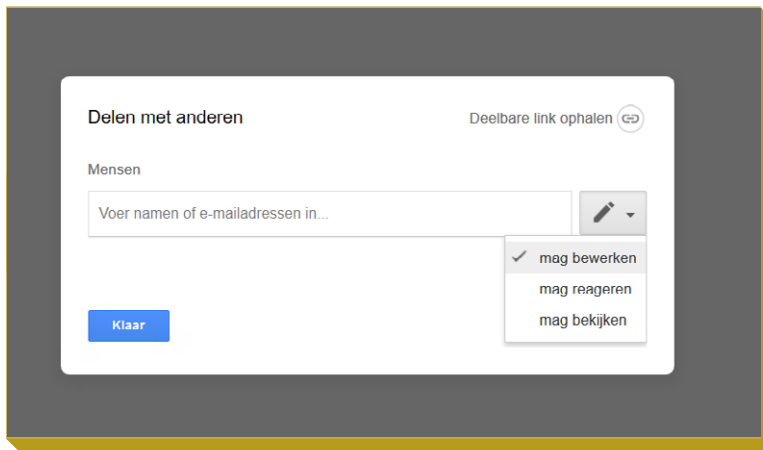 Delen met anderen
Deelbare link ophalen
Mensen
Voer namen of e-mailadressen in...
mag bewerken
mag reageren
mag bekijken
Klaar